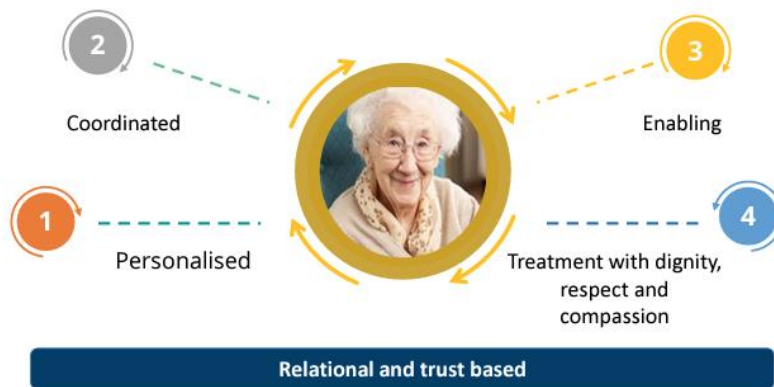 2
3
Coordinated
Enabling
1
4
Personalised
Treatment with dignity,
respect and
compassion
Relational and trust based